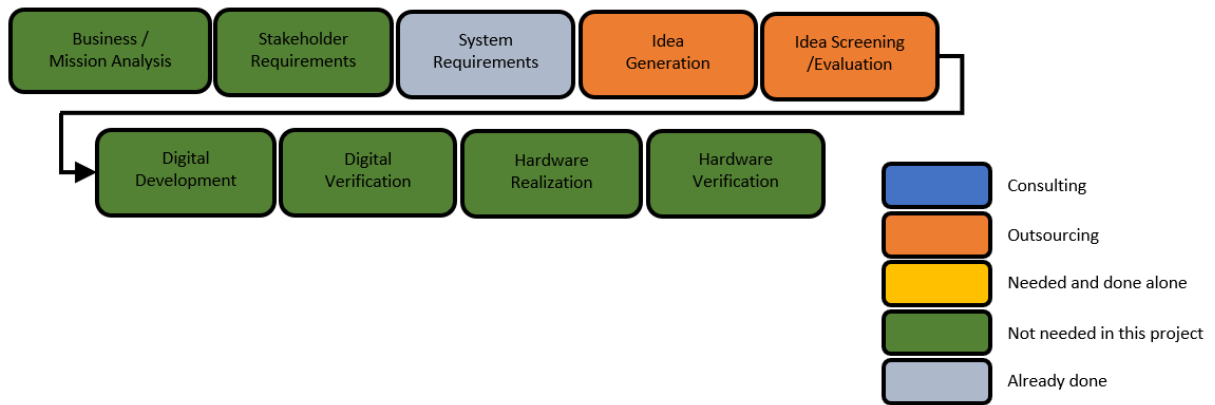 Business /
Mission Analysis
Stakeholder
Requirements
System
Requirements
Idea
Generation
Idea Screening
/Evaluation
Digital
Development
Digital
Verification
Hardware
Realization
Hardware
Verification
Consulting
Outsourcing
Needed and done alone
Not needed in this project
Already done